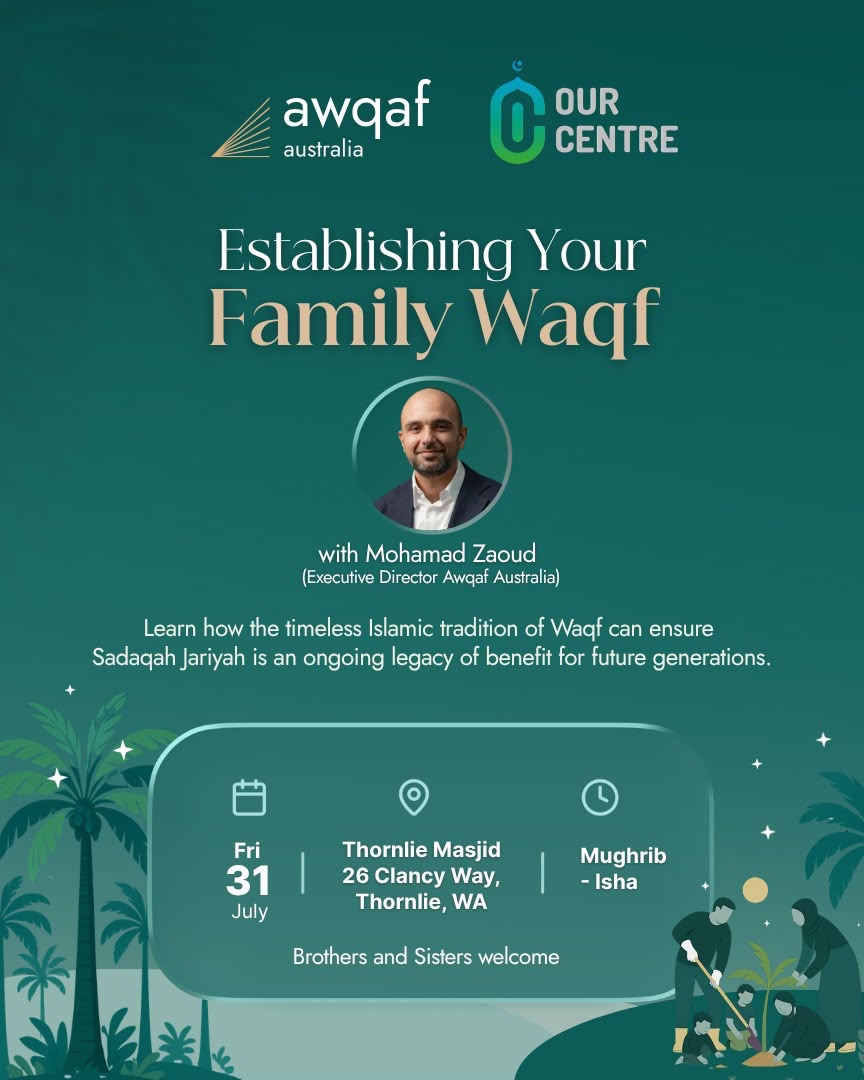 awqaf
australia
OUR
CENTRE
Establishing Your
Family Waqf
with Mohamad Zaoud
(Executive Director Awqaf Australia)
Learn how the timeless Islamic tradition of Waqf can ensure
Sadaqah Jariyah is an ongoing legacy of benefit for future generations.
Fri
31
July
Thornlie Masjid
26 Clancy Way,
Thornlie, WA
Mughrib
- Isha
Brothers and Sisters welcome